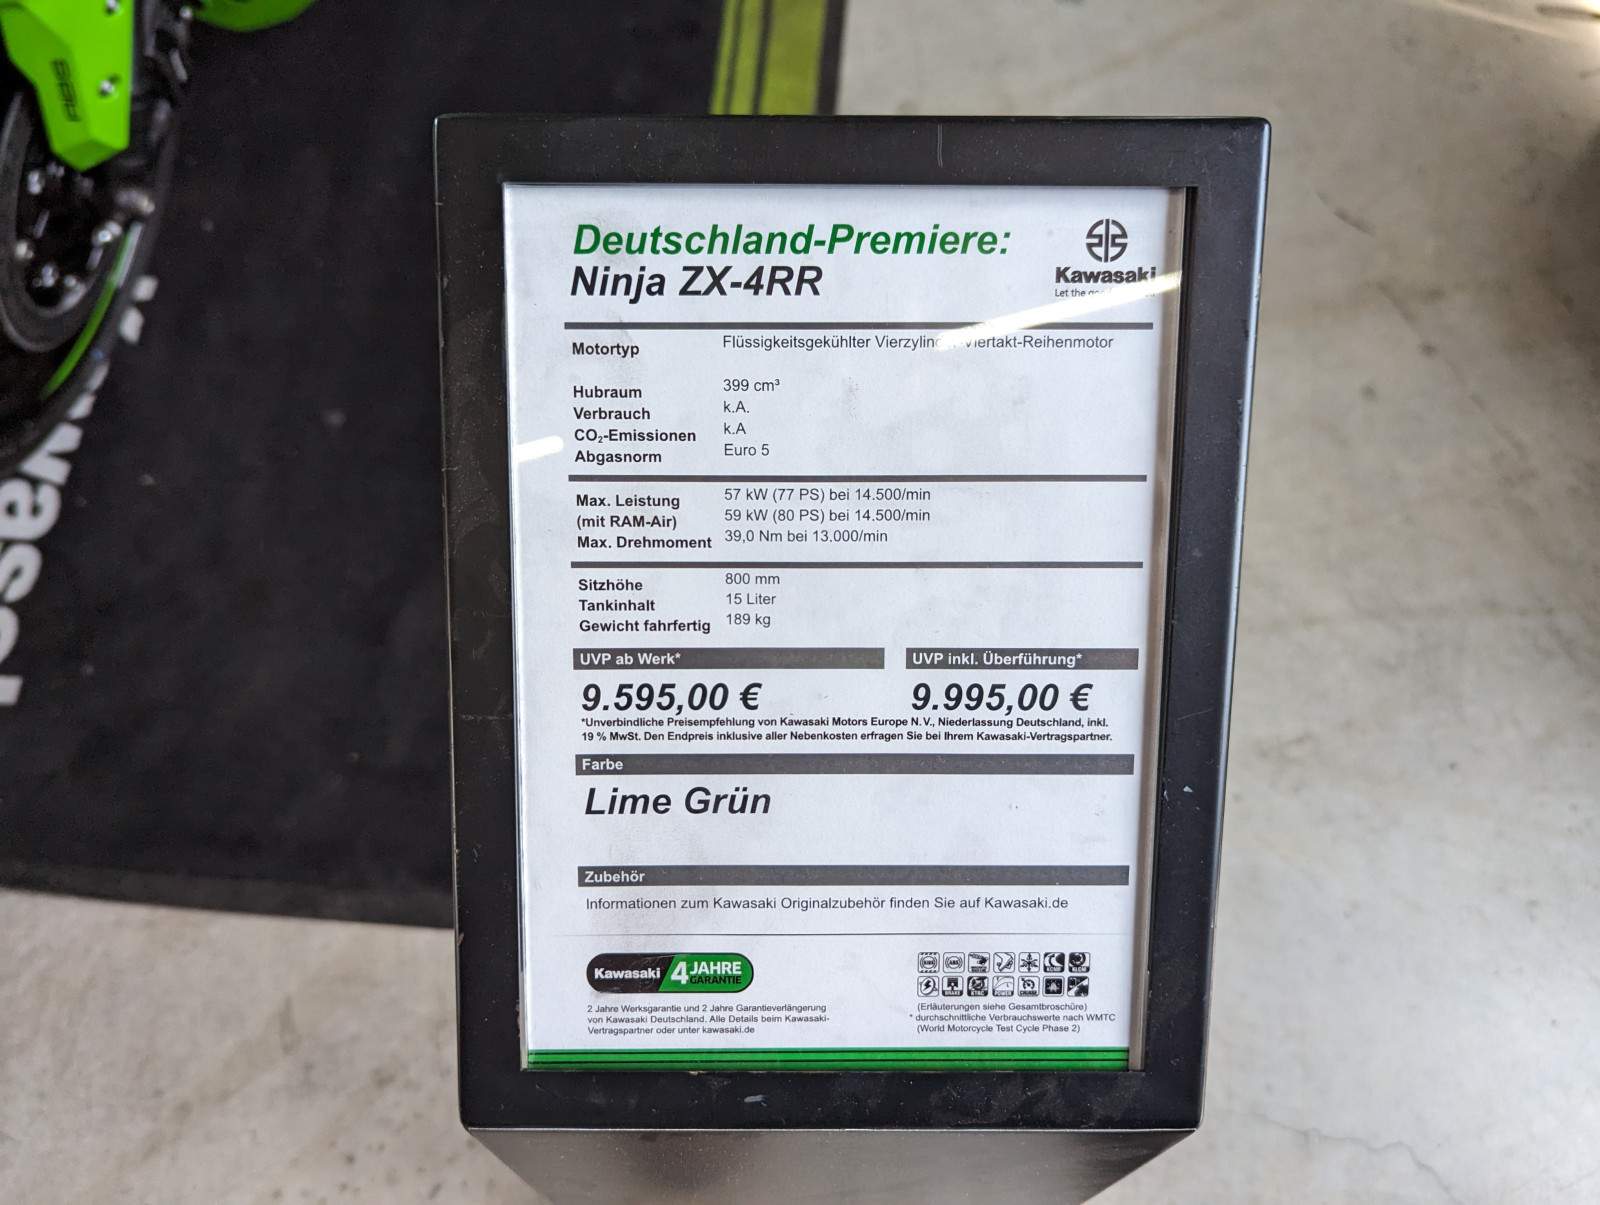 Deutschland-Premiere:
Ninja ZX-4RR
Kawasaki
Let the
Motortyp Flüssigkeitsgekühlter Viertakt-Reihenmotor
Hubraum 399 cm³
Verbrauch k.A.
CO₂-Emissionen k.A
Abgasnorm Euro 5
Max. Leistung 57 kW (77 PS) bei 14.500/min
(mit RAM-Air) 59 kW (80 PS) bei 14.500/min
Max. Drehmoment 39,0 Nm bei 13.000/min
Sitzhöhe 800 mm
Tankinhalt 15 Liter
Gewicht fahrfertig 189 kg
UVP ab Werk* UVP inkl. Überführung*
9.595,00 € 9.995,00 €
*Unverbindliche Preisempfehlung von Kawasaki Motors Europe N.V., Niederlassung Deutschland, inkl.
19 % MwSt. Den Endpreis inklusive aller Nebenkosten erfragen Sie bei Ihrem Kawasaki-Vertragspartner.
Farbe
Lime Grün
Zubehör
Informationen zum Kawasaki Originalzubehör finden Sie auf Kawasaki.de
Kawasaki 4 JAHRE
GARANTIE
2 Jahre Werksgarantie und 2 Jahre Garantieverlängerung
von Kawasaki Deutschland. Alle Details beim Kawasaki-
Vertragspartner oder unter kawasaki.de
(Erläuterungen siehe Gesamtbroschüre)
* durchschnittliche Verbrauchswerte nach WMTC
(World Motorcycle Test Cycle Phase 2)